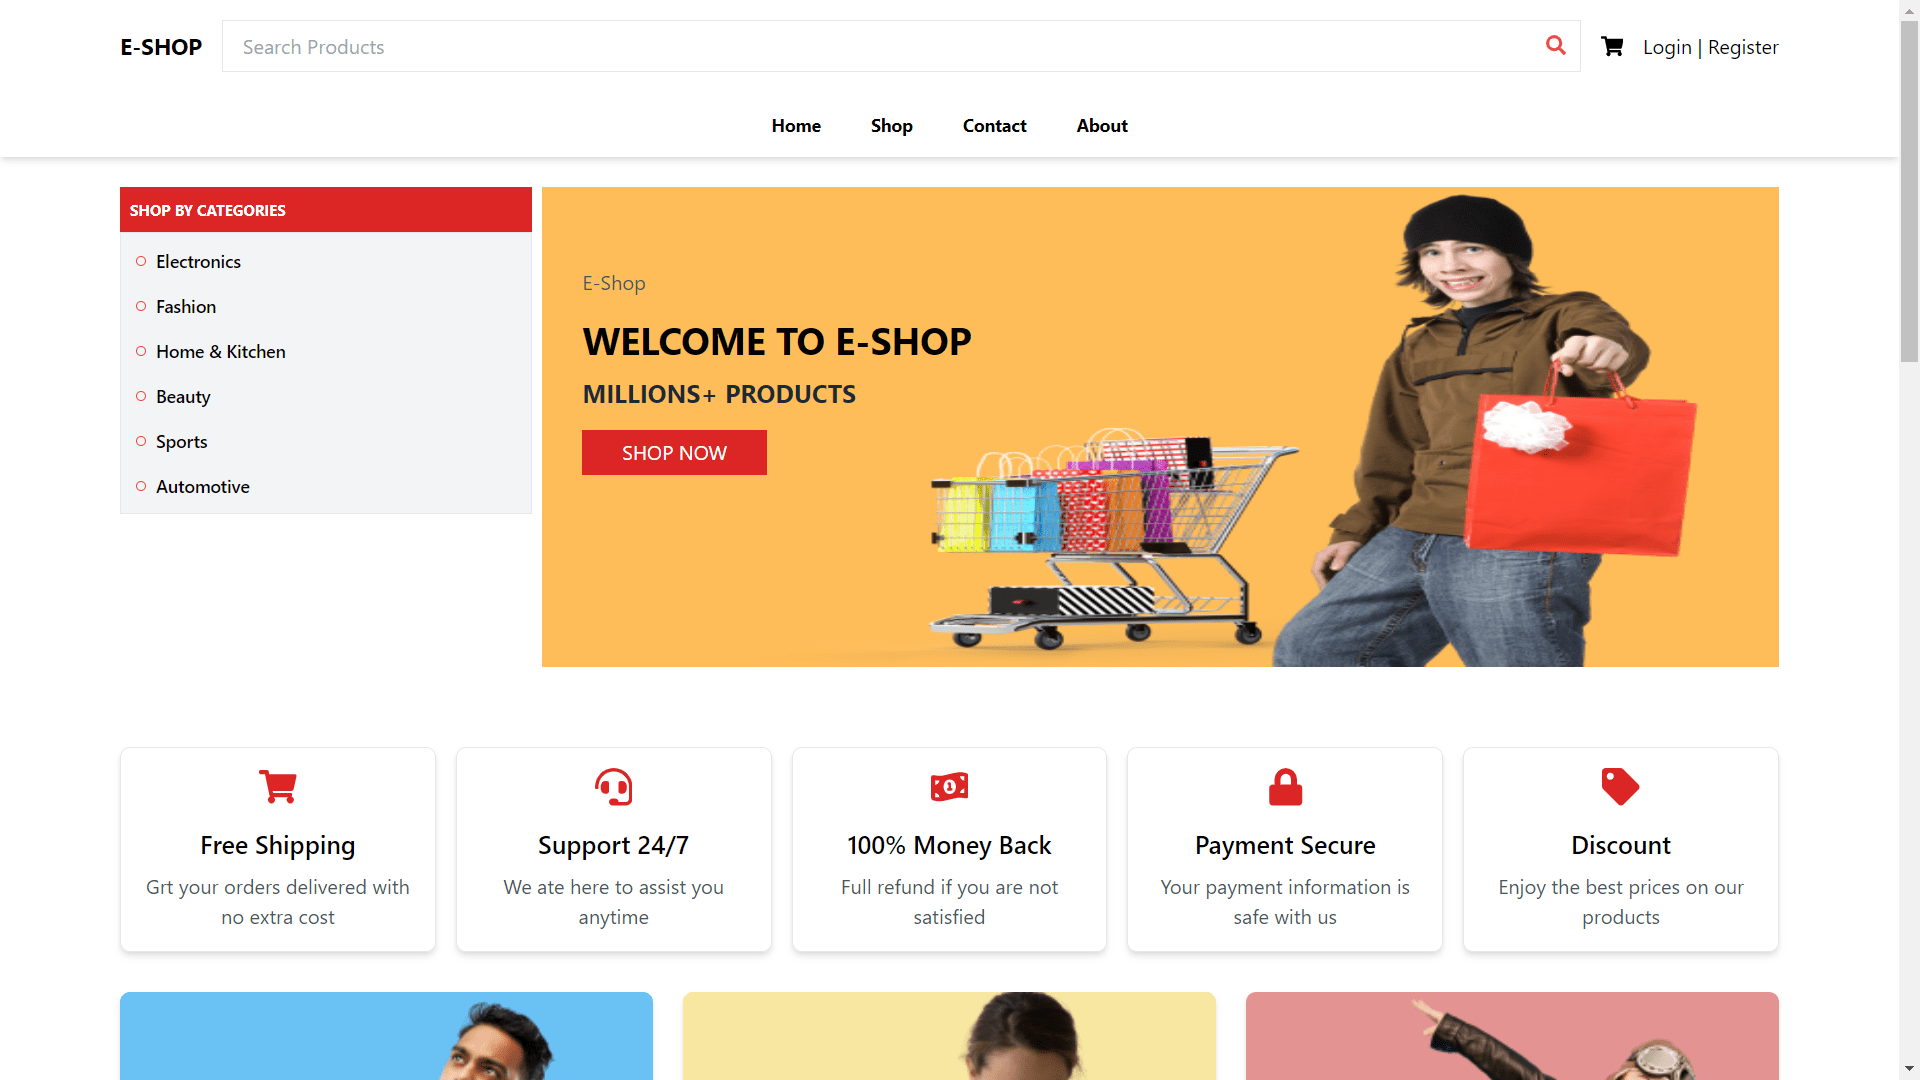 E-SHOP
Search Products
Login | Register
Home
Shop
Contact
About
SHOP BY CATEGORIES
Electronics
Fashion
Home & Kitchen
Beauty
Sports
Automotive
E-Shop
WELCOME TO E-SHOP
MILLIONS+ PRODUCTS
SHOP NOW
Free Shipping
Grt your orders delivered with
no extra cost
Support 24/7
We ate here to assist you
anytime
100% Money Back
Full refund if you are not
satisfied
Payment Secure
Your payment information is
safe with us
Discount
Enjoy the best prices on our
products